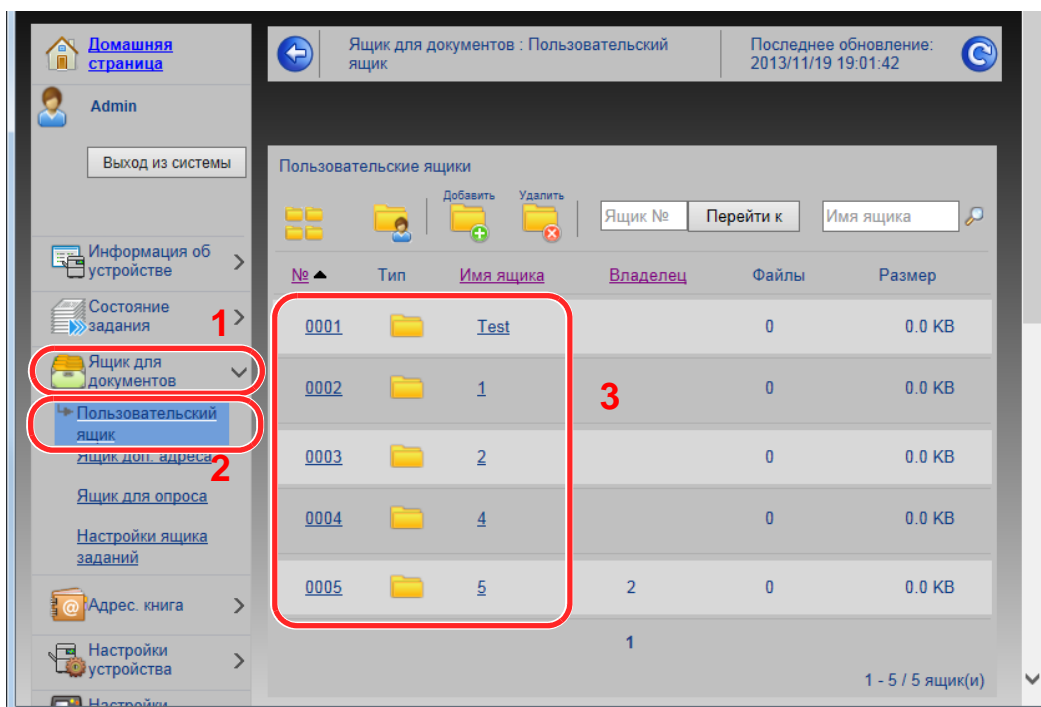 Домашняя
страница
Admin
Выход из системы
Информация об
устройстве
Состояние
задания
1
Ящик для
документов
Пользовательский
ящик
2
Ящик доп. адреса
Ящик для опроса
Настройки ящика
заданий
Адрес. книга
Настройки
устройства
Настройки
Ящик для документов : Пользовательский
ящик
Последнее обновление:
2013/11/19 19:01:42
Пользовательские ящики
Добавить Удалить
Ящик № Перейти к Имя ящика
№ Тип Имя ящика Владелец Файлы Размер
0001 Test 0 0.0 KB
0002 1 0 0.0 KB
3
0003 2 0 0.0 KB
0004 4 0 0.0 KB
0005 5 2 0 0.0 KB
1
1 - 5 / 5 ящик(и)